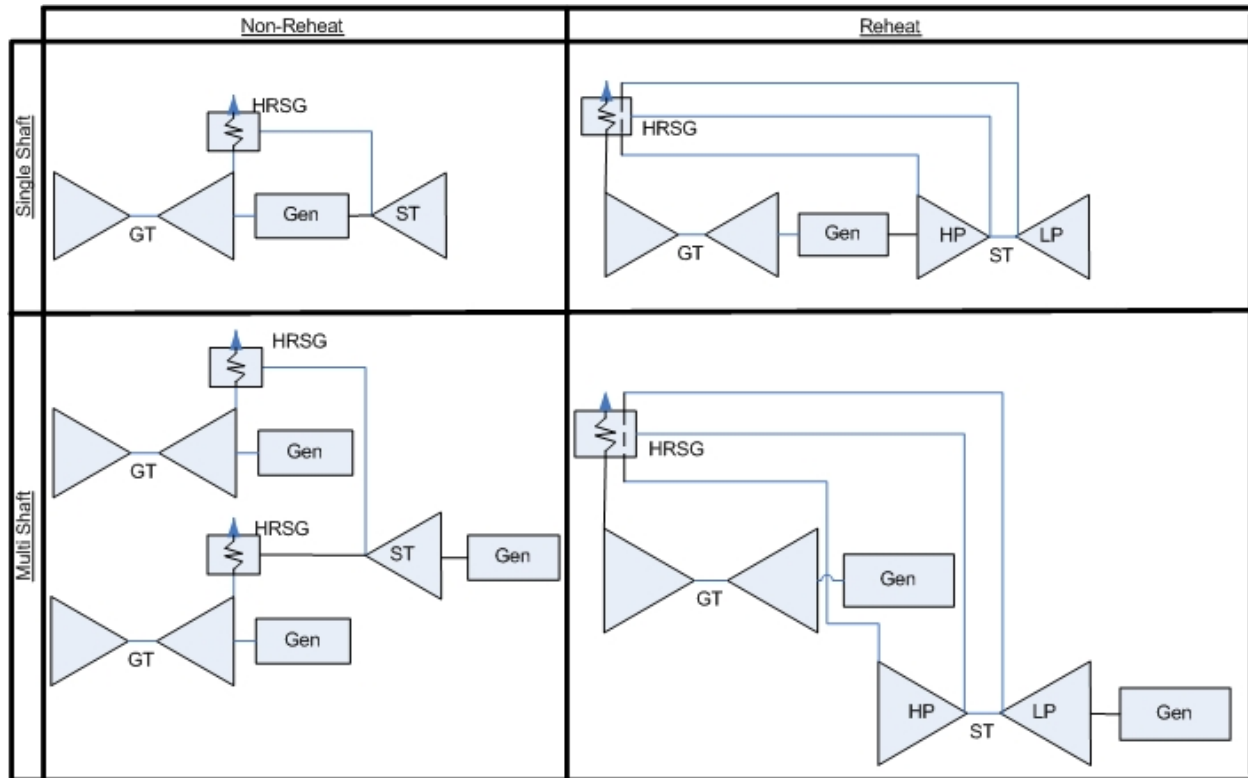 Non-Reheat
Reheat
Single Shaft
HRSG
GT
Gen
ST
HRSG
GT
Gen
HP
ST
LP
Multi Shaft
HRSG
GT
Gen
HRSG
ST
Gen
GT
Gen
HRSG
GT
Gen
HP
ST
LP
Gen